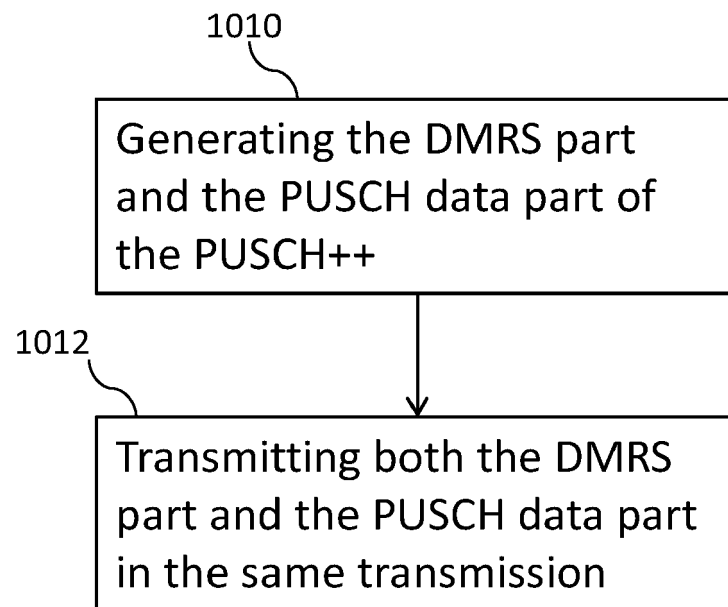 1010
Generating the DMRS part
and the PUSCH data part of
the PUSCH++
1012
Transmitting both the DMRS
part and the PUSCH data part
in the same transmission